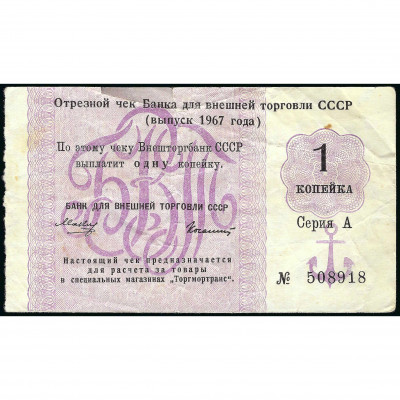 Отрезной чек Банка для внешней торговли СССР
(выпуск 1967 года)
По этому чеку Внешторгбанк СССР
выплатит ОДНУ копейку.
БАНК ДЛЯ ВНЕШНЕЙ ТОРГОВЛИ СССР
Настоящий чек предназначается
для расчета за товары
в специальных магазинах „Торгмортранс".
1
КОПЕЙКА
Серия А
№ 508918